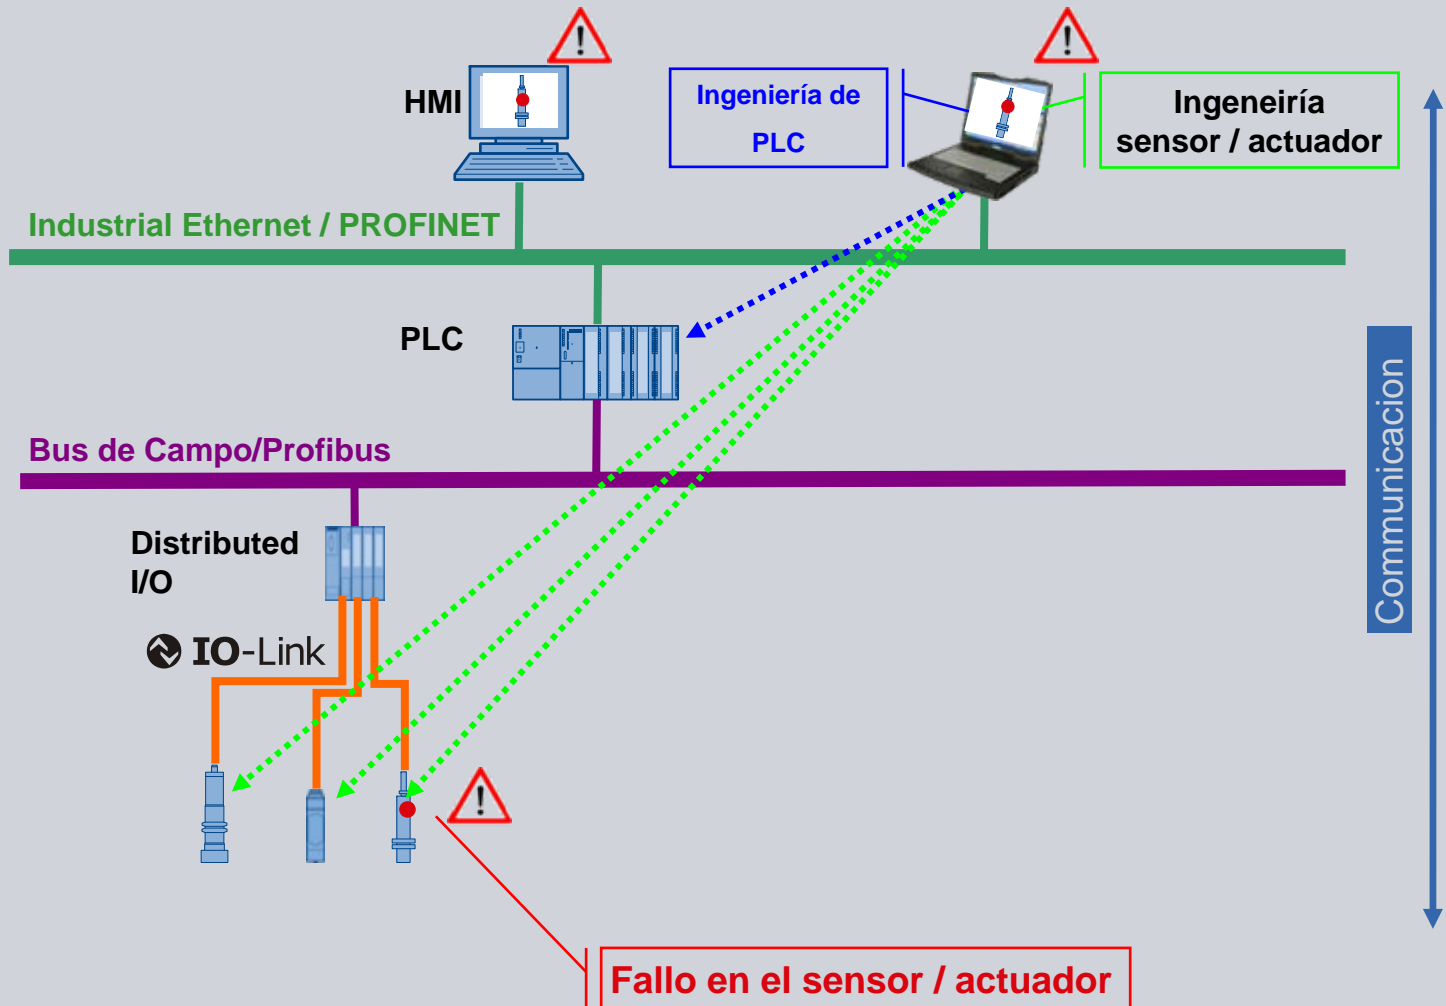 HMI
Ingeniería de
PLC
Ingeneiría
sensor / actuador
Industrial Ethernet / PROFINET
PLC
Bus de Campo/Profibus
Distributed
I/O
IO-Link
Communicacion
Fallo en el sensor / actuador